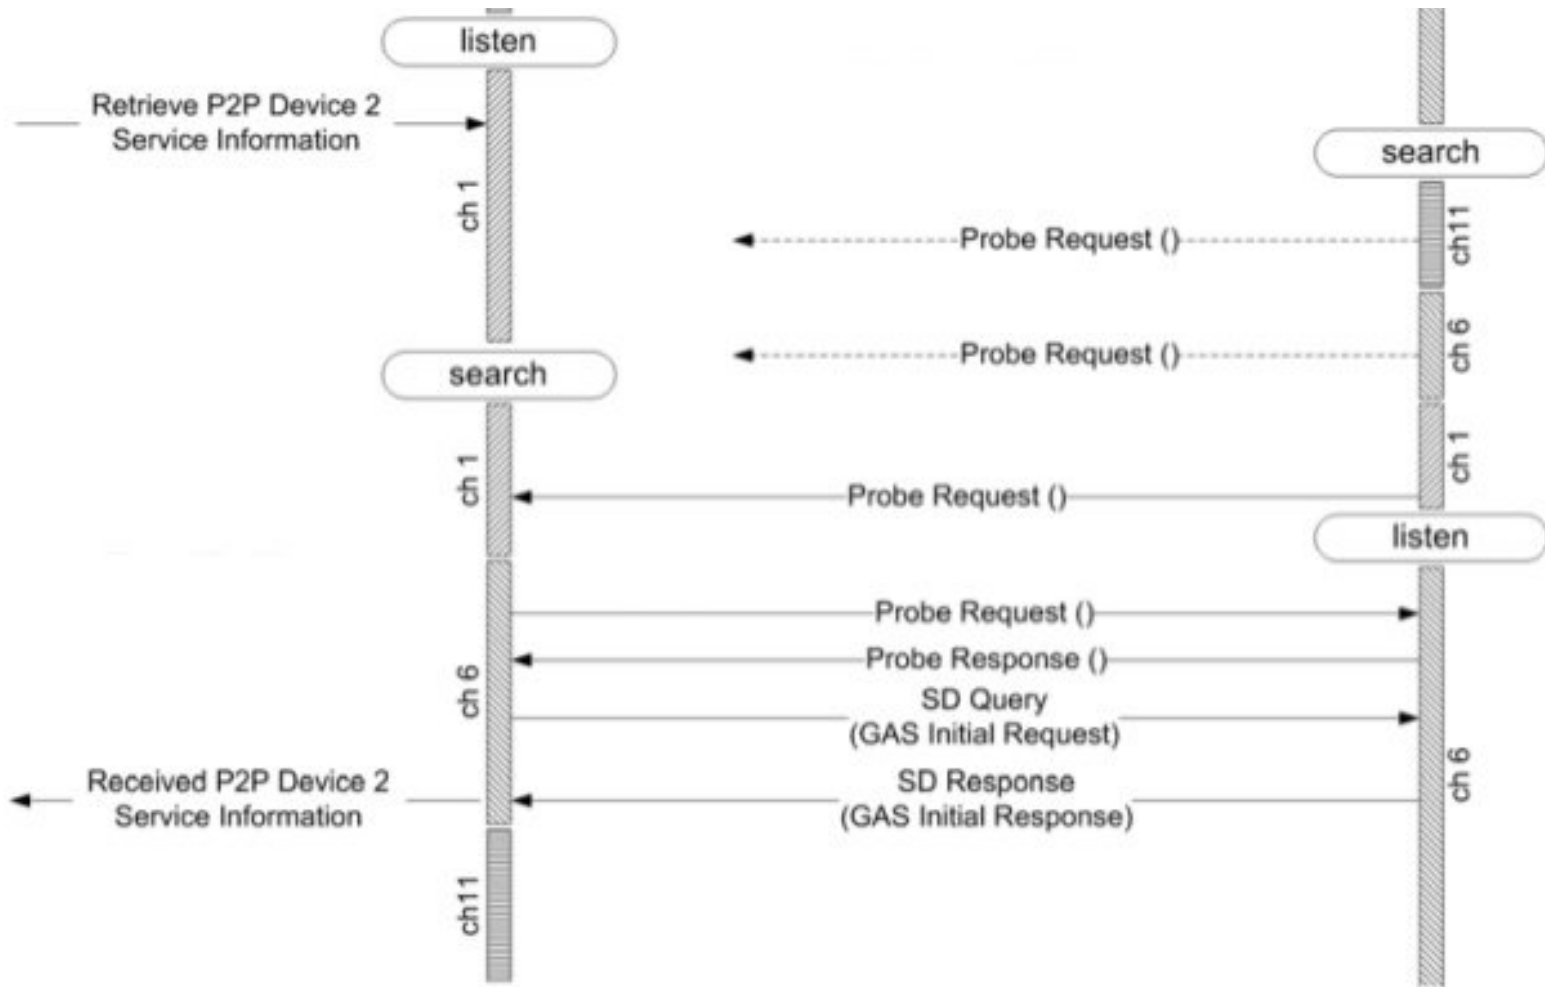 listen
Retrieve P2P Device 2
Service Information
search
ch 1
ch11
Probe Request ()
ch 6
Probe Request ()
search
ch 1
ch 1
Probe Request ()
listen
Probe Request ()
Probe Response ()
ch 6
SD Query
(GAS Initial Request)
Received P2P Device 2
Service Information
SD Response
(GAS Initial Response)
ch 6
ch11